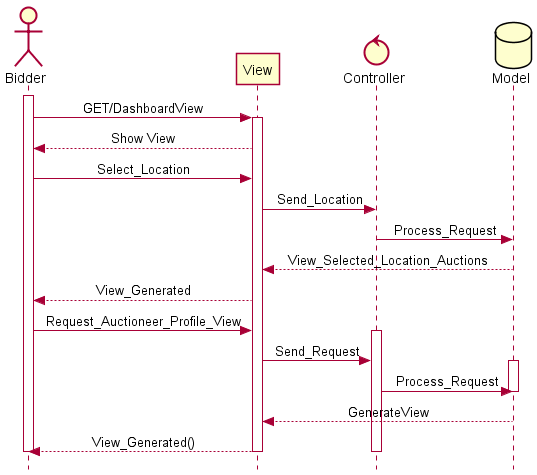 Bidder
View
Controller
Model
GET/DashboardView
Show View
Select_Location
Send_Location
Process_Request
View_Selected_Location_Auctions
View_Generated
Request_Auctioneer_Profile_View
Send_Request
Process_Request
GenerateView
View_Generated()